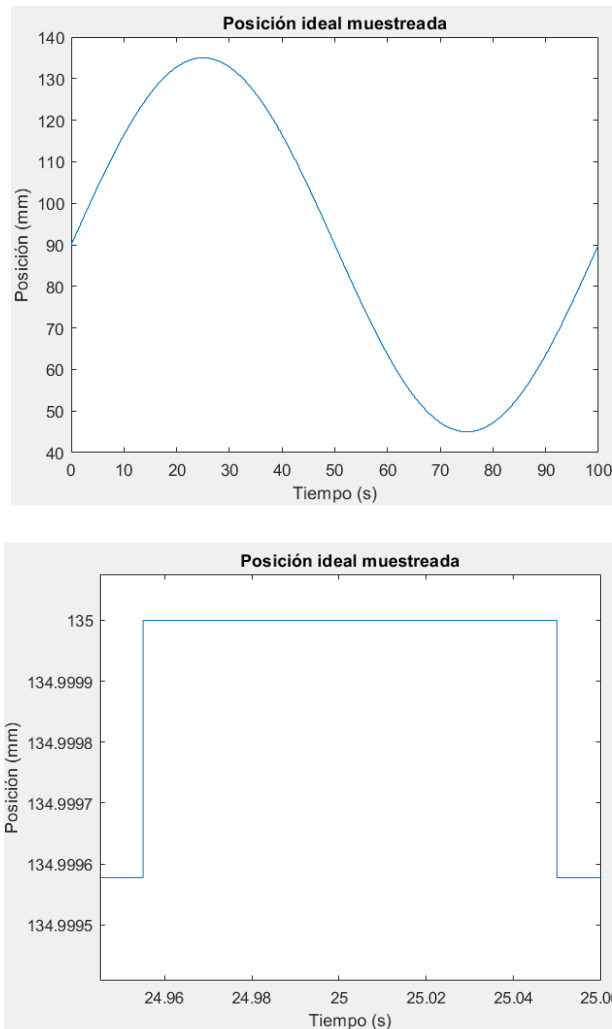 Posición ideal muestreada
140
130
120
110
100
90
80
70
60
50
40
Posición (mm)
0 10 20 30 40 50 60 70 80 90 100
Tiempo (s)
Posición ideal muestreada
135
134.9999
134.9998
134.9997
134.9996
134.9995
Posición (mm)
24.96 24.98 25 25.02 25.04
Tiempo (s)